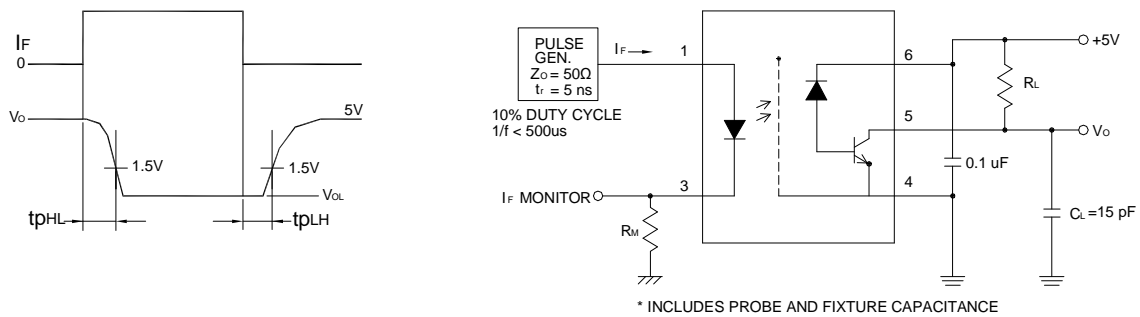 IF
0
VO
5V
1.5V
1.5V
VOL
tpHL
tpLH
PULSE
GEN.
ZO = 50Ω
tr = 5 ns
10% DUTY CYCLE
1/f < 500us
IF
1
6
+5V
RL
5
VO
0.1 uF
IF MONITOR
3
4
RM
CL=15 pF
* INCLUDES PROBE AND FIXTURE CAPACITANCE